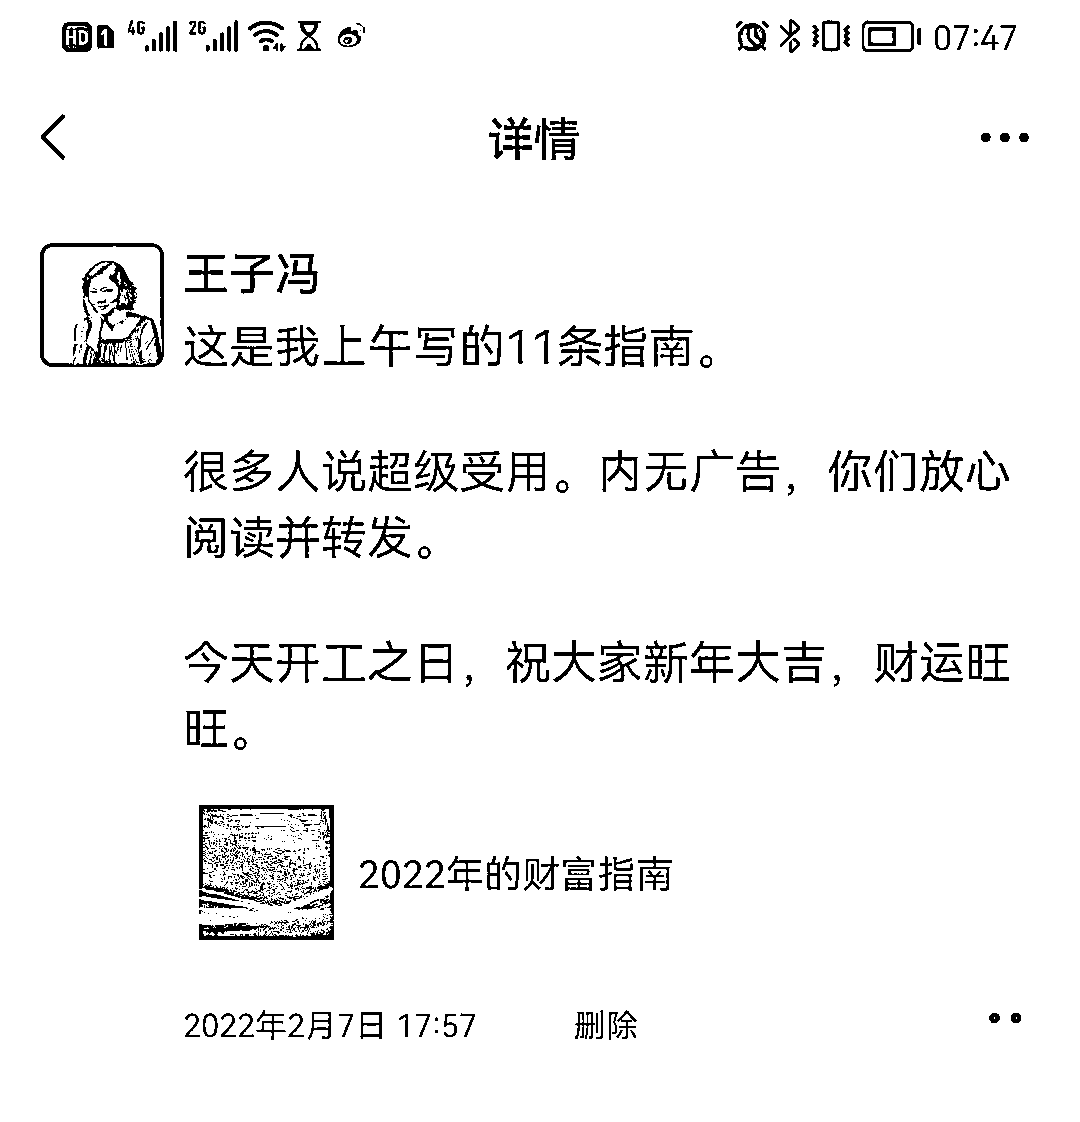 HD 1 4G 2G 07:47
详情
王子冯
这是我上午写的11条指南。
很多人说超级受用。内无广告，你们放心
阅读并转发。
今天开工之日，祝大家新年大吉，财运旺
旺。
2022年的财富指南
2022年2月7日 17:57 删除